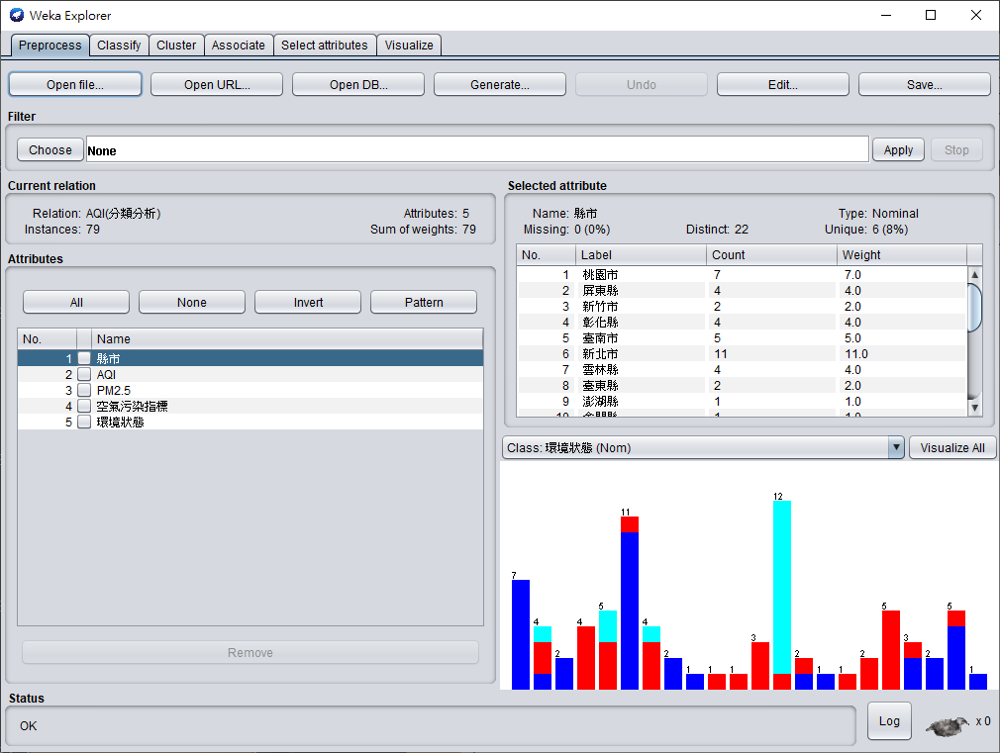 Weka Explorer
Preprocess Classify Cluster Associate Select attributes Visualize
Open file... Open URL... Open DB... Generate... Undo Edit... Save...
Filter
Choose None Apply Stop
Current relation
Relation: AQI(分類分析) Attributes: 5
Instances: 79 Sum of weights: 79
Attributes
All None Invert Pattern
No. Name
1 縣市
2 AQI
3 PM2.5
4 空氣污染指標
5 環境狀態
Remove
Selected attribute
Name: 縣市 Type: Nominal
Missing: 0 (0%) Distinct: 22 Unique: 6 (8%)
No. Label Count Weight
1 桃園市 7 7.0
2 屏東縣 4 4.0
3 新竹市 2 2.0
4 彰化縣 4 4.0
5 臺南市 5 5.0
6 新北市 11 11.0
7 雲林縣 4 4.0
8 臺東縣 2 2.0
9 澎湖縣 1 1.0
10 金門縣 1 1.0
Class: 環境狀態 (Nom) Visualize All
7 4 2 4 5 11 4 2 1 1 1 3 12 2 1 1 2 5 3 2 5 1
Status
OK
Log x 0